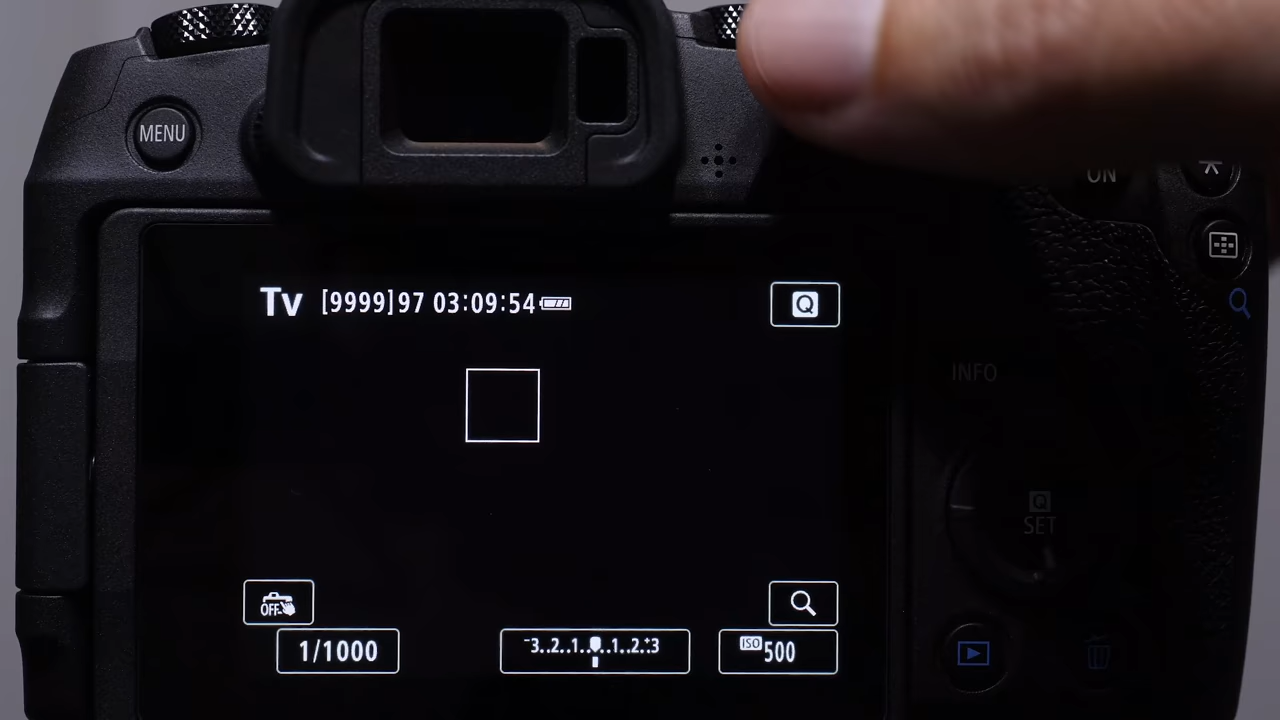 MENU
ON
Tv [9999]97 03:09:54 Q
INFO
Q
SET
OFF
1/1000 -3..2..1..●..1..2..+3 ISO 500